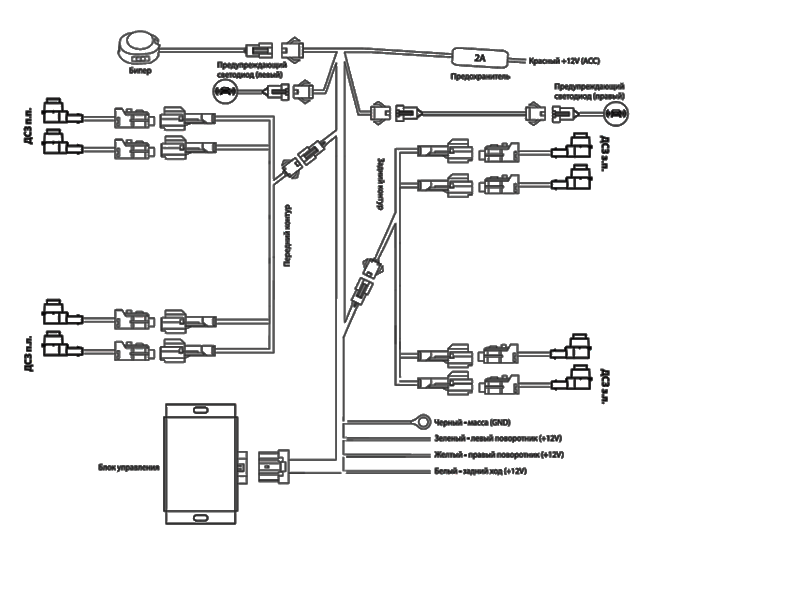 2А
Красный +12V (ACC)
Бипер
Предупреждающий
светодиод (левый)
Предохранитель
Предупреждающий
светодиод (правый)
ДСЗ п.п.
ДСЗ з.п.
Задний контур
Передний контур
ДСЗ п.л.
ДСЗ з.л.
Черный - масса (GND)
Зеленый - левый поворотник (+12V)
Желтый - правый поворотник (+12V)
Белый - задний ход (+12V)
Блок управления